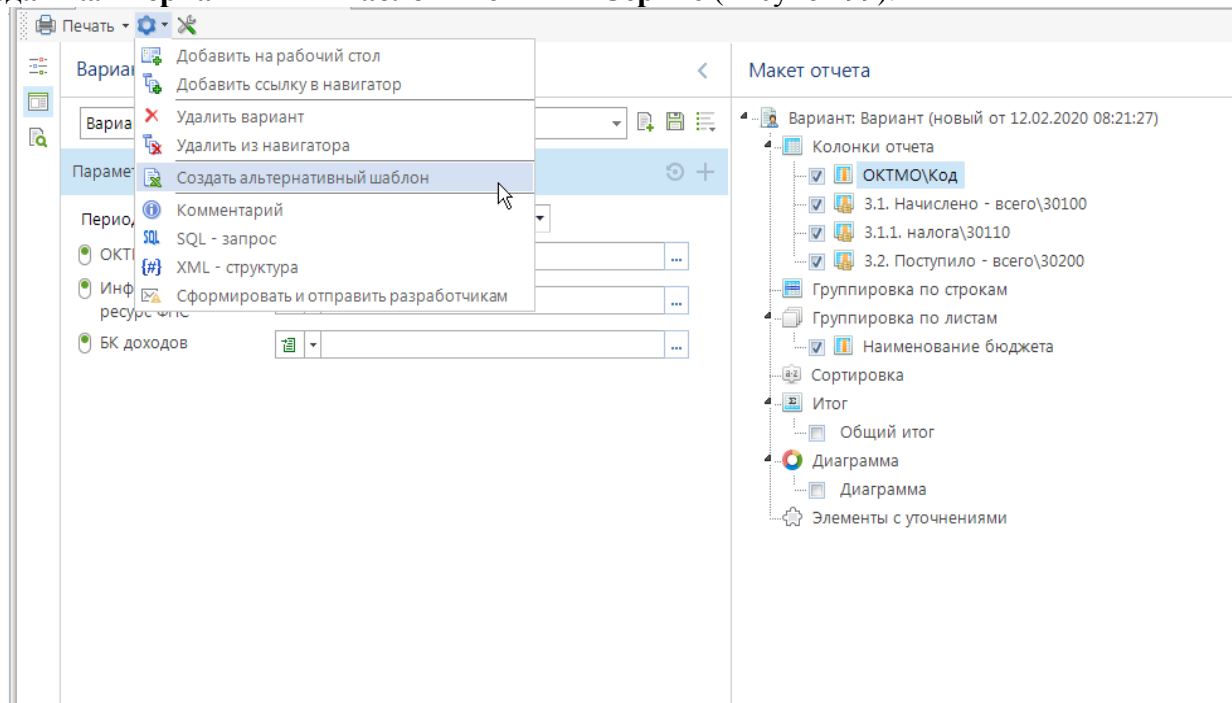 Печать
Добавить на рабочий стол
Добавить ссылку в навигатор
Удалить вариант
Удалить из навигатора
Создать альтернативный шаблон
Комментарий
SQL
SQL - запрос
{#}
XML - структура
Сформировать и отправить разработчикам
Вариа
Вариа
Параме
Период
ОКТ
Инф
ресурс ФНС
БК доходов
...
...
...
Макет отчета
Вариант: Вариант (новый от 12.02.2020 08:21:27)
Колонки отчета
ОКТМО\Код
3.1. Начислено - всего\30100
3.1.1. налога\30110
3.2. Поступило - всего\30200
Группировка по строкам
Группировка по листам
Наименование бюджета
Сортировка
Итог
Общий итог
Диаграмма
Диаграмма
Элементы с уточнениями